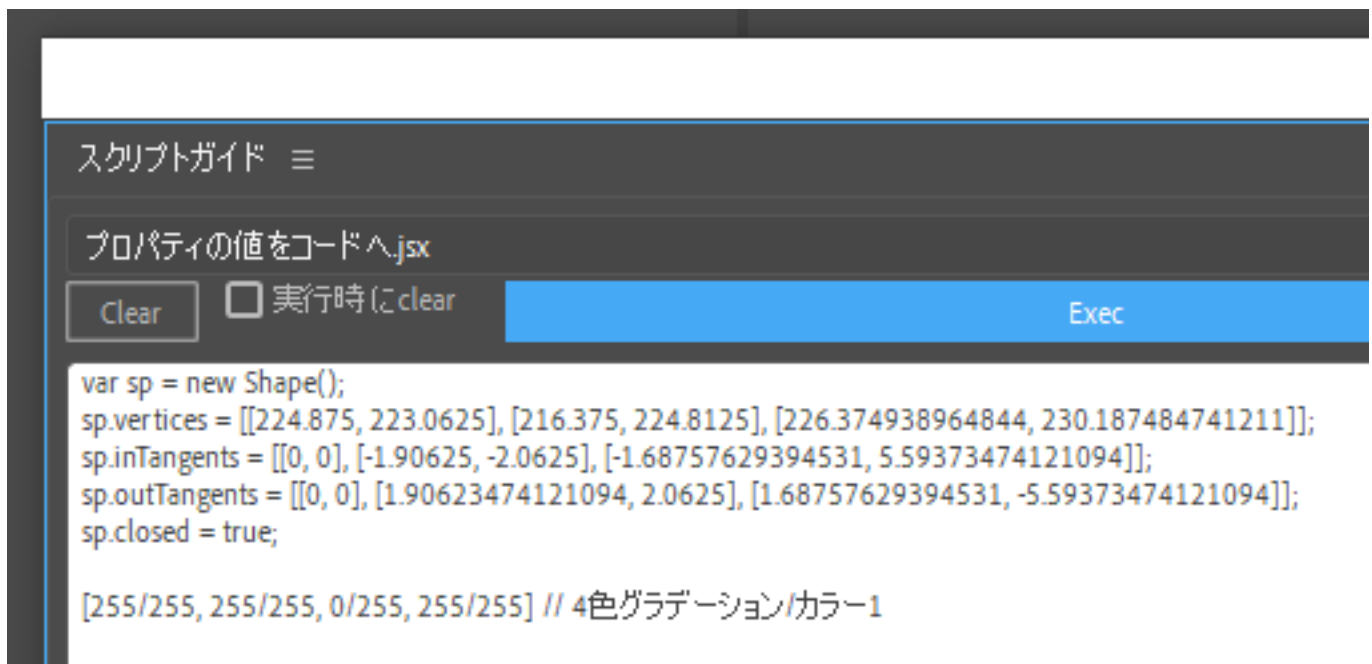 スクリプトガイド ≡
プロパティの値をコードへ.jsx
Clear 実行時にclear Exec
var sp = new Shape();
sp.vertices = [[224.875, 223.0625], [216.375, 224.8125], [226.374938964844, 230.187484741211]];
sp.inTangents = [[0, 0], [-1.90625, -2.0625], [-1.68757629394531, 5.59373474121094]];
sp.outTangents = [[0, 0], [1.90623474121094, 2.0625], [1.68757629394531, -5.59373474121094]];
sp.closed = true;
[255/255, 255/255, 0/255, 255/255] // 4色グラデーション/カラー1